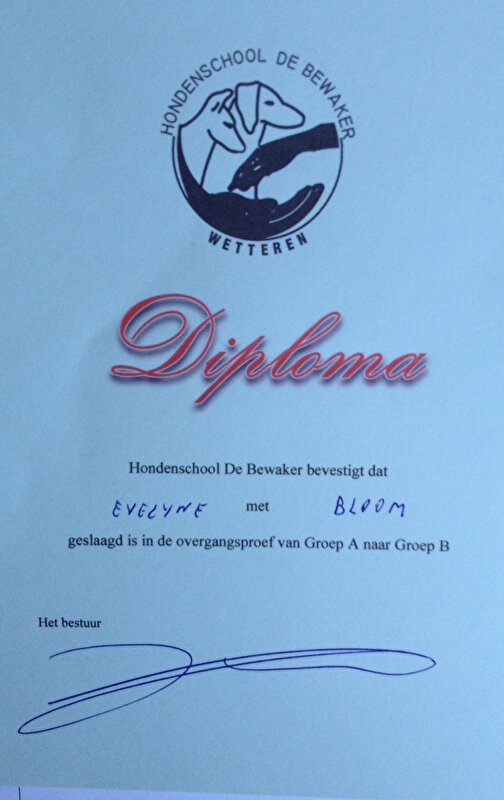 HONDENSCHOOL DE BEWAKER
WETTEREN
Diploma
Hondenschool De Bewaker bevestigt dat
EVELYNE met BLOOM
geslaagd is in de overgangsproef van Groep A naar Groep B
Het bestuur